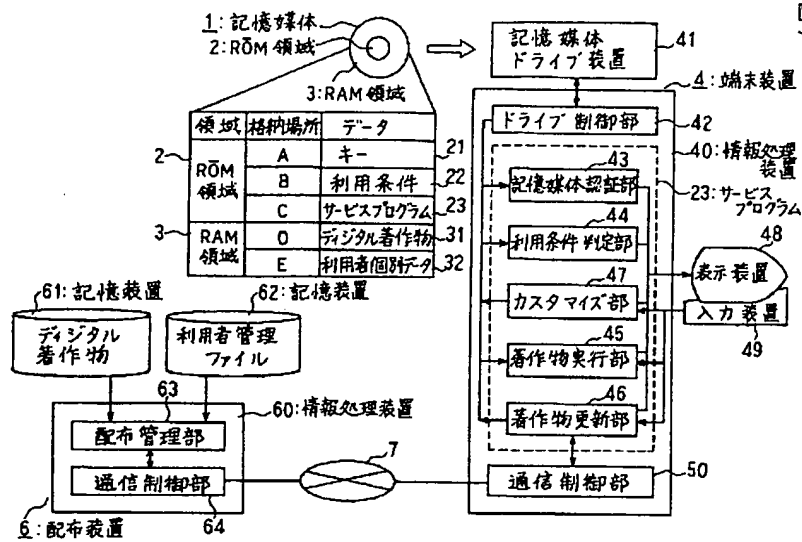 1:記憶媒体
2:ROM領域
3:RAM領域
記憶媒体
ドライブ装置
41
4:端末装置
領域 格納場所 データ
2
ROM
領域
A キー 21
B 利用条件 22
C サービスプログラム 23
3
RAM
領域
D ディジタル著作物 31
E 利用者個別データ 32
ドライブ制御部
42
40:情報処理
装置
43
記憶媒体認証部
23:サービス
プログラム
44
利用条件判定部
48
表示装置
47
カスタマイズ部
入力装置
49
45
著作物実行部
46
著作物更新部
通信制御部
50
61:記憶装置
ディジタル
著作物
62:記憶装置
利用者管理
ファイル
63
60:情報処理装置
配布管理部
通信制御部
64
6:配布装置
7